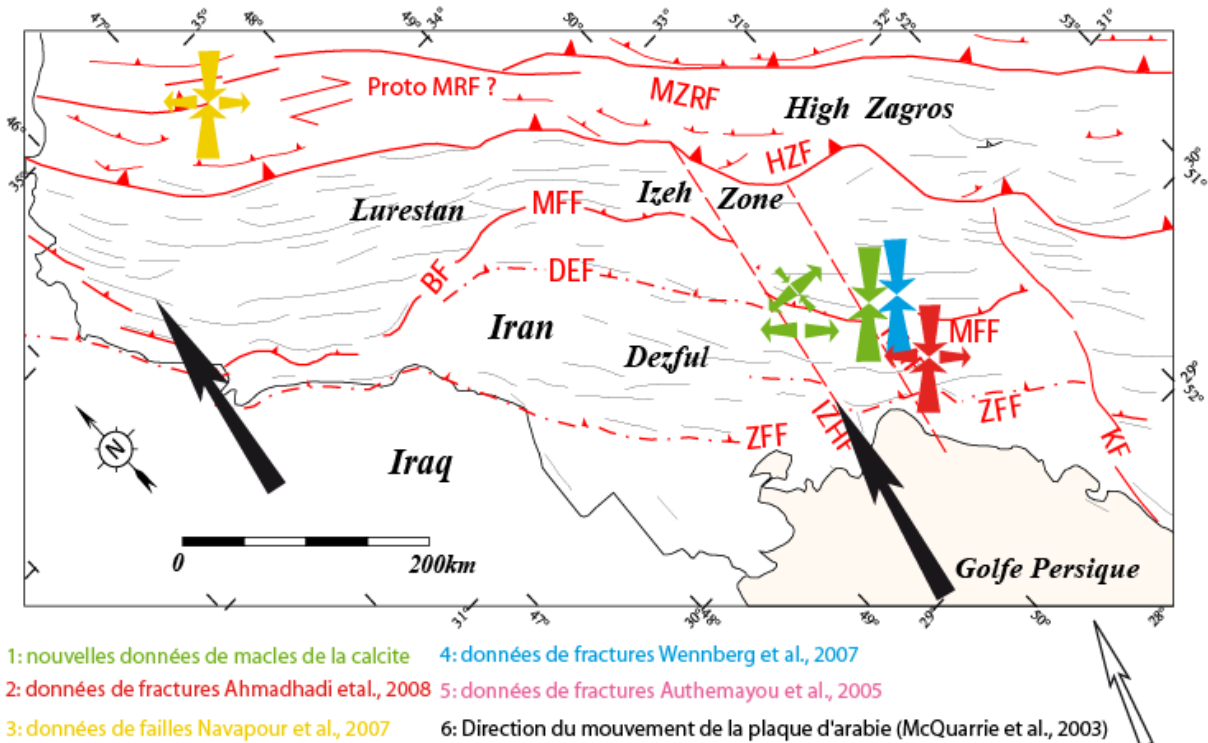 47° 35° 48° 49° 34° 50° 33° 51° 32° 52° 53° 31°
Proto MRF ?
MZRF
High Zagros
46°
35°
HZF
30°
51°
Izeh Zone
Lurestan
MFF
BF
DEF
Iran
Dezful
MFF
29°
52°
ZFF
IZHF
ZFF
KF
N
Iraq
0
200km
Golfe Persique
31° 47° 30° 48° 49° 29° 50° 28°
1: nouvelles données de macles de la calcite
4: données de fractures Wennberg et al., 2007
2: données de fractures Ahmadhadi etal., 2008
5: données de fractures Authemayou et al., 2005
3: données de failles Navapour et al., 2007
6: Direction du mouvement de la plaque d'arabie (McQuarrie et al., 2003)